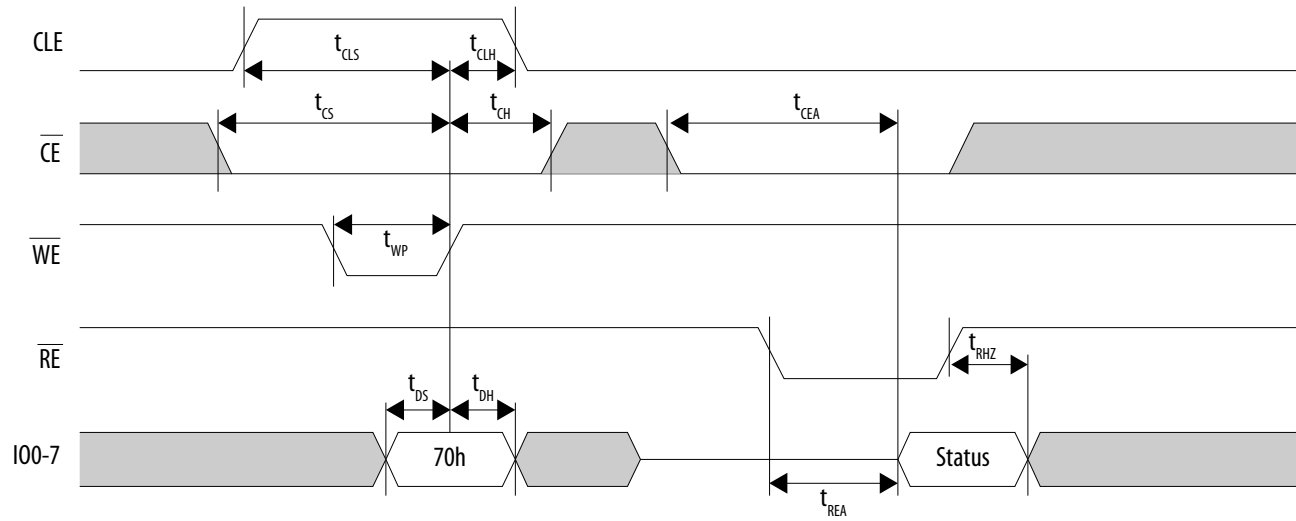 CLE
tCLS
tCLH
tCS
tCH
tCEA
CE
tWP
WE
RE
tRHZ
tDS
tDH
IO0-7
70h
Status
tREA